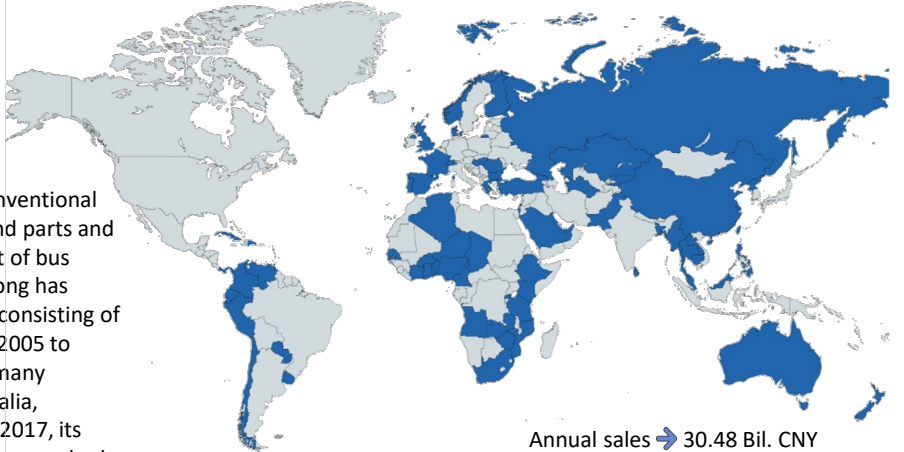 nventional
nd parts and
t of bus
ong has
consisting of
2005 to
many
alia,
2017, its
Annual sales 30.48 Bil. CNY